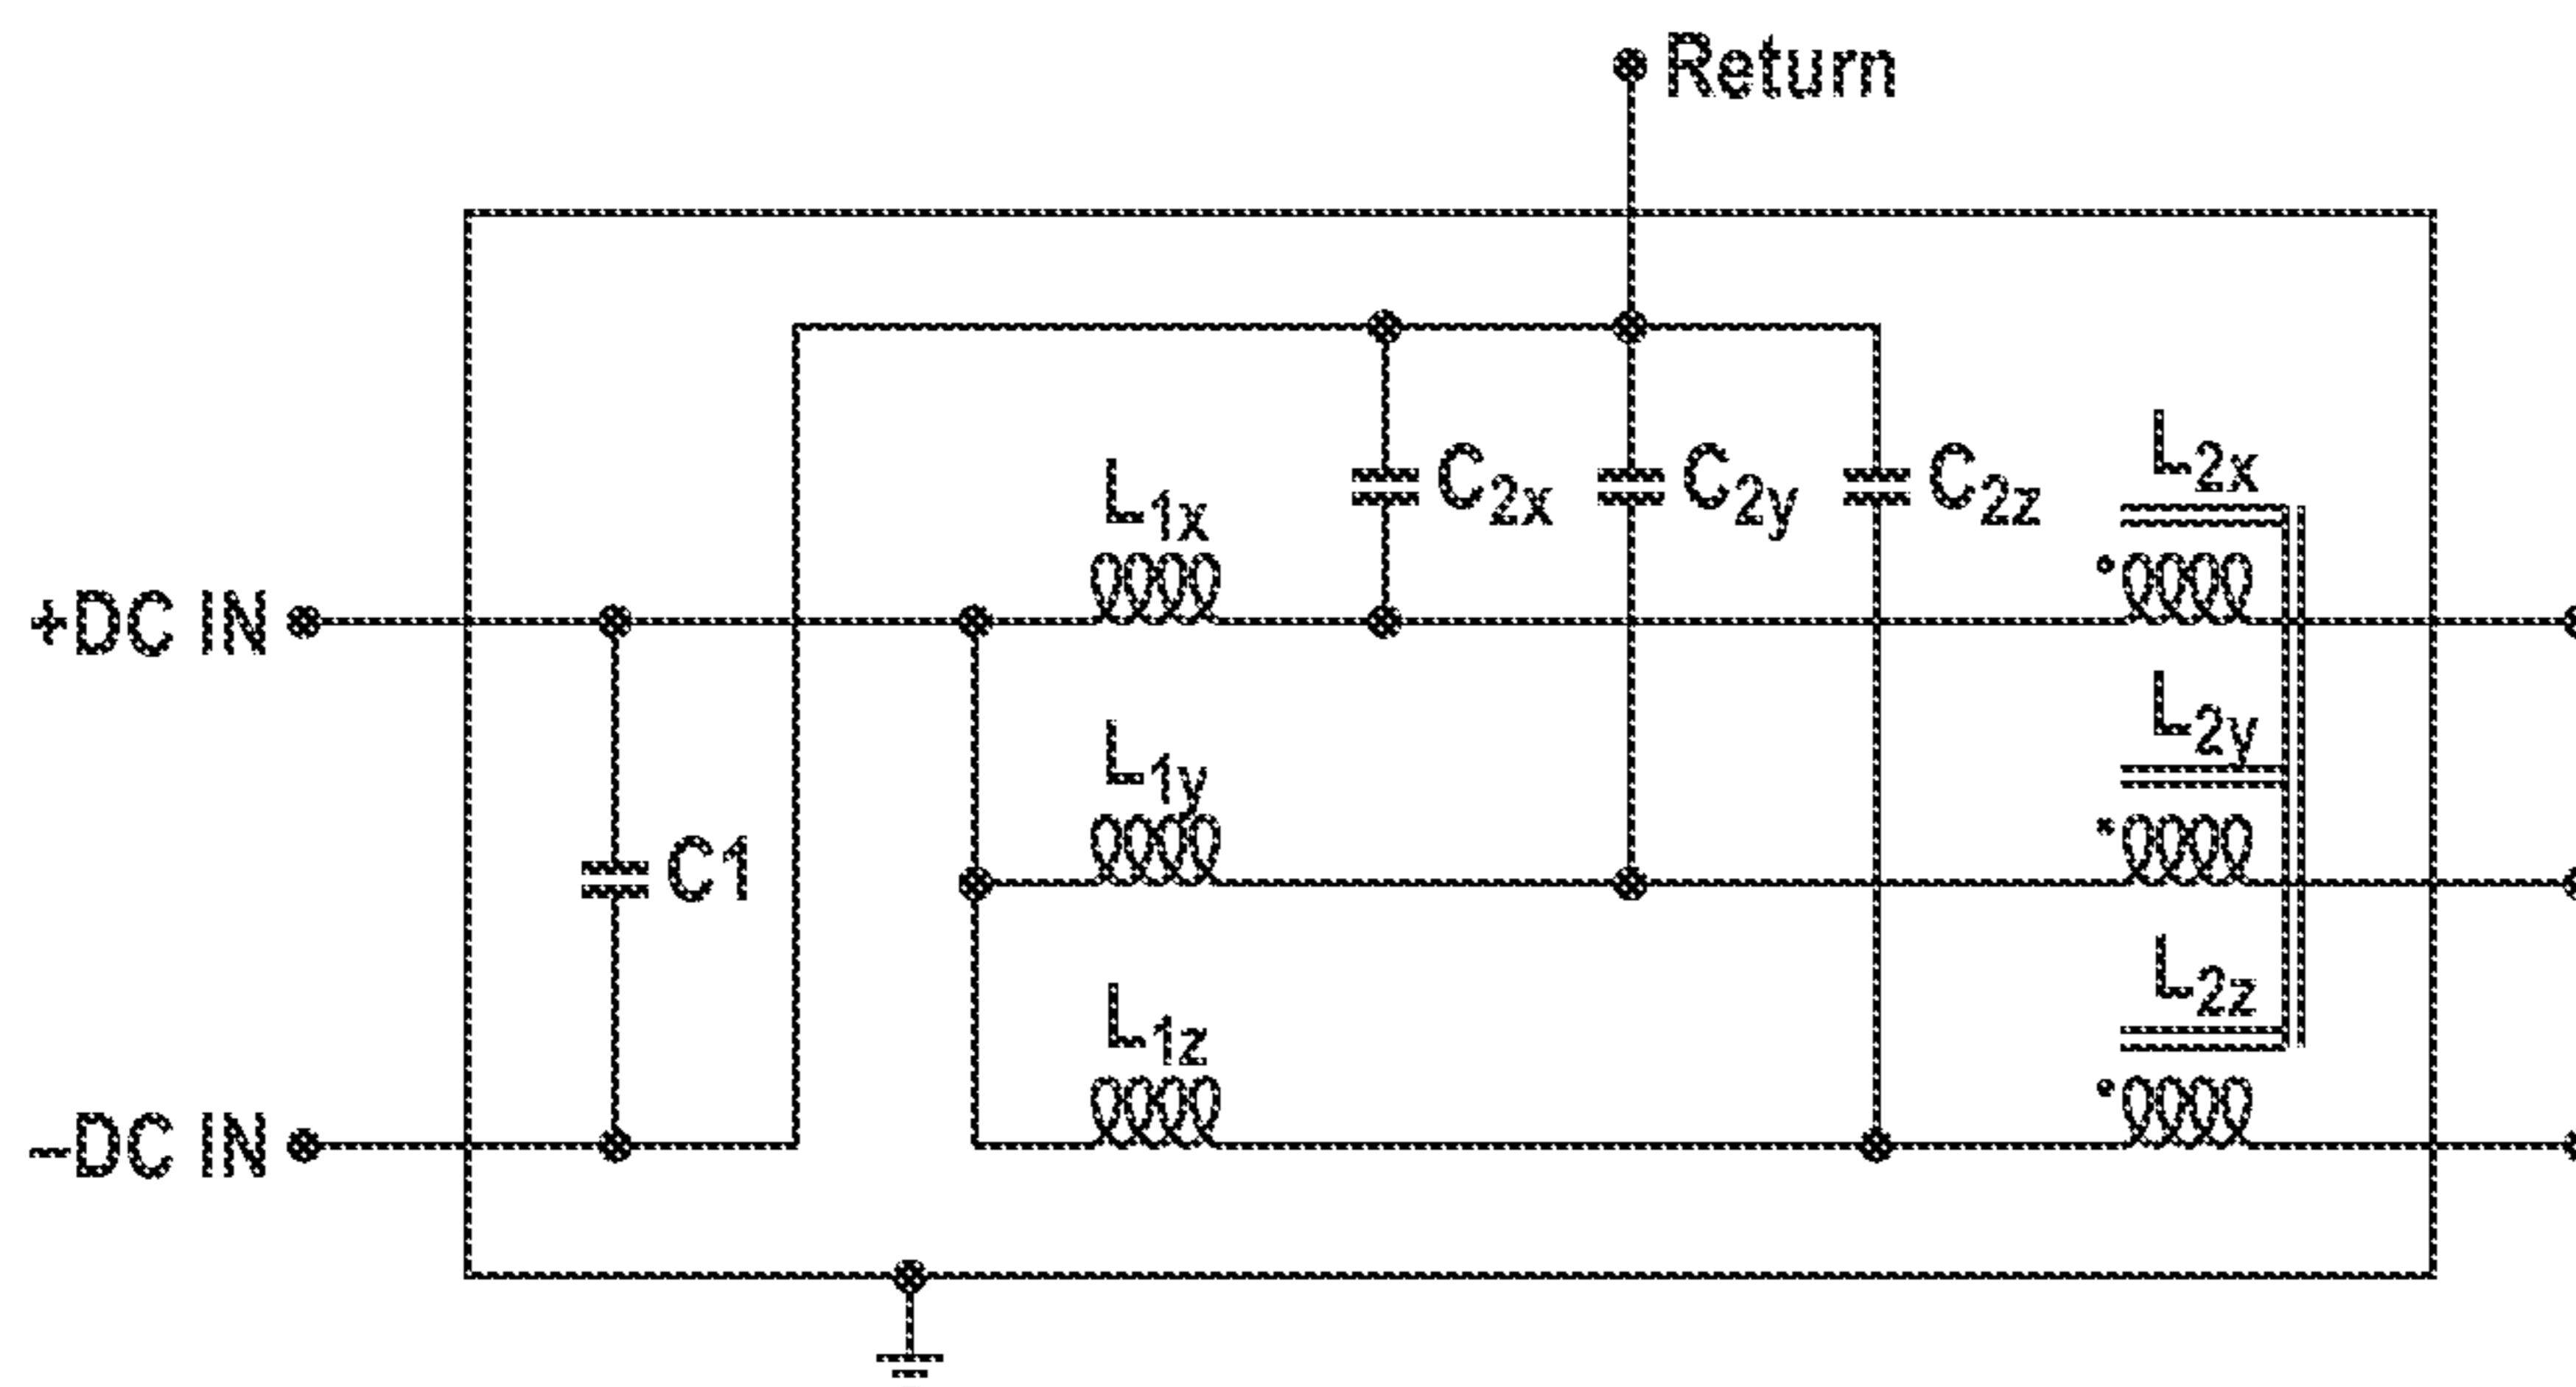 Return
L2x
L1x
C2x
C2y
C2z
+DC IN
L2y
L1y
C1
L2z
L1z
−DC IN